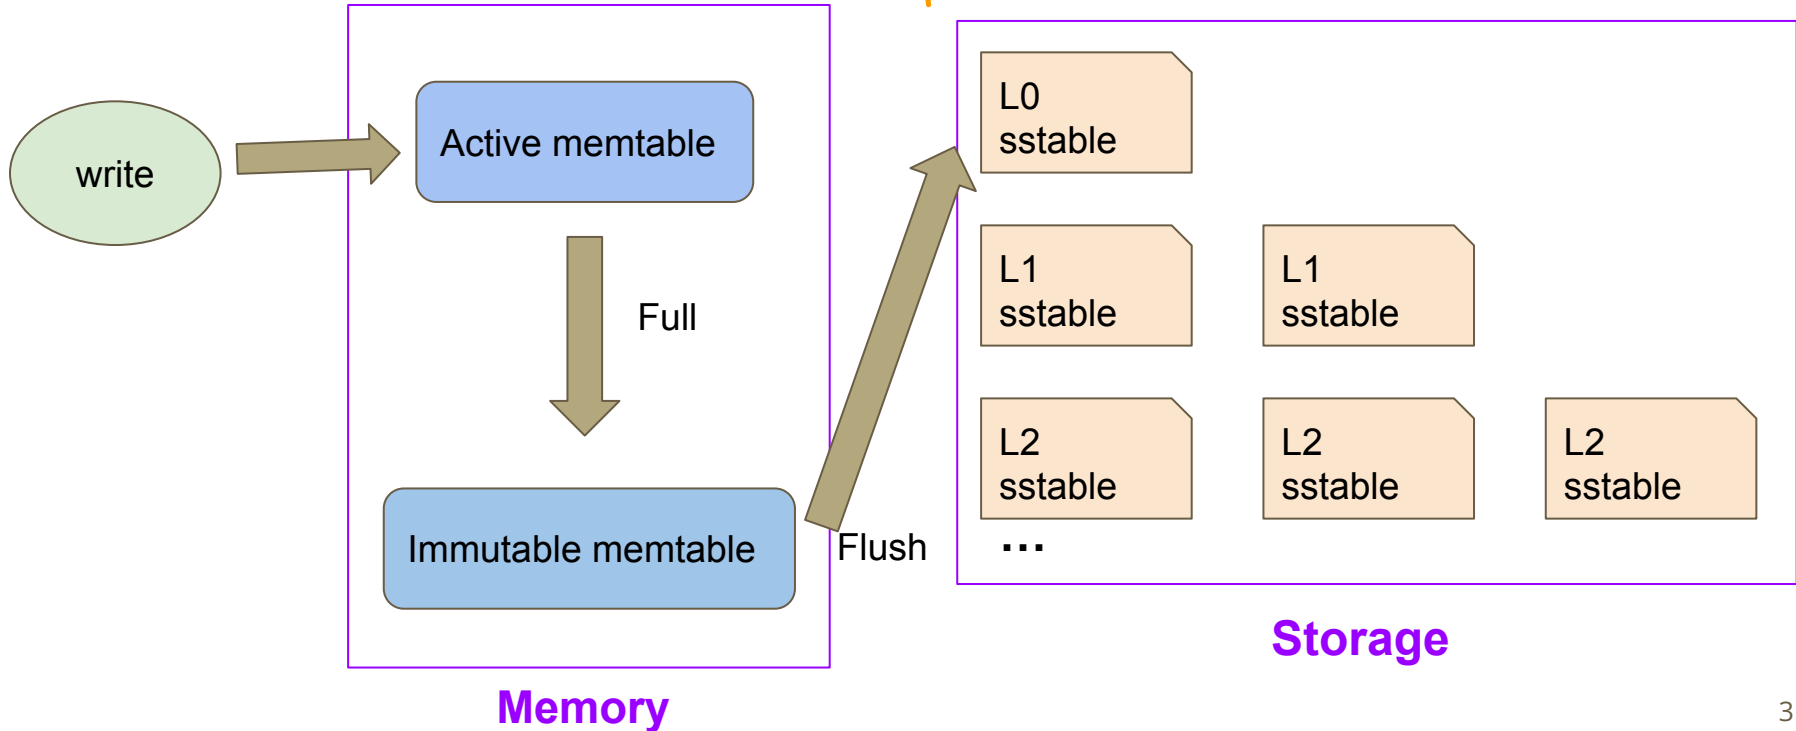 write
Active memtable
Full
Immutable memtable
Flush
Memory
L0
sstable
L1
sstable
L1
sstable
L2
sstable
L2
sstable
L2
sstable
...
Storage
3